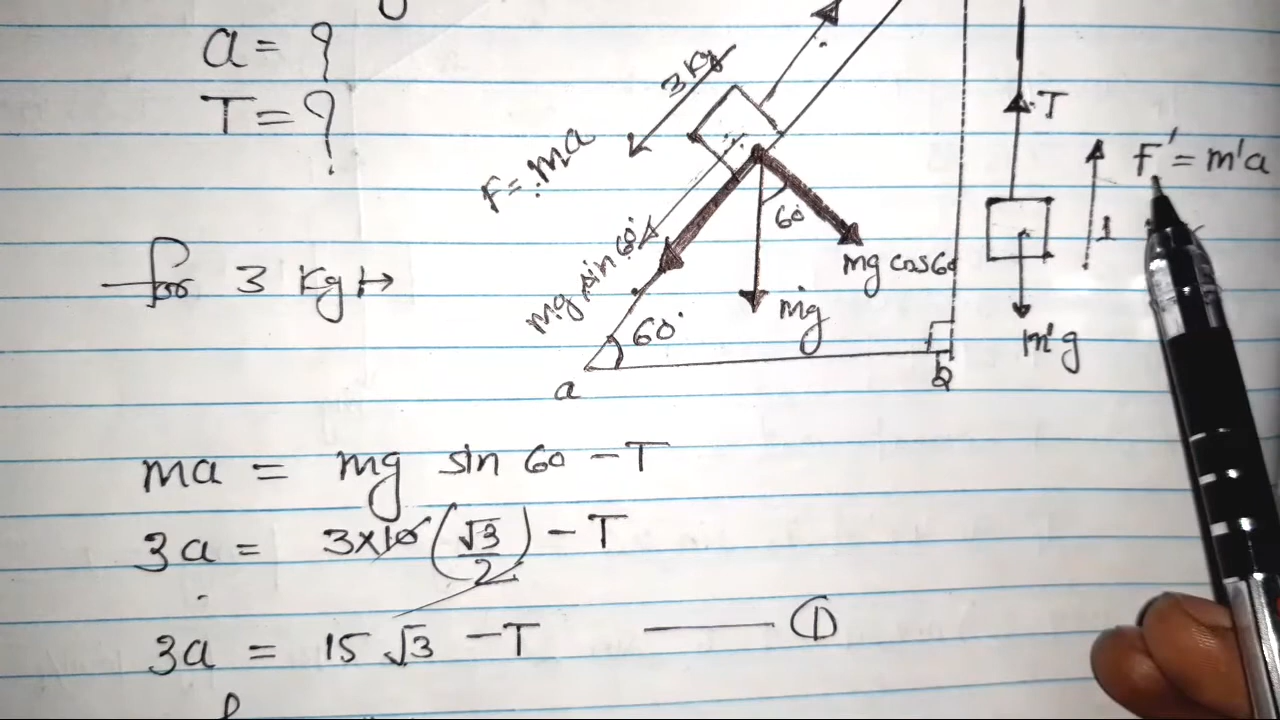 a = ?
T = ?
3 Kg
T
F = ma
F' = m'a
60°
1
mg sin 60°
mg cos 60
for 3 Kg ↦
60°
mg
m'g
a
b
ma = mg sin 60 - T
3a = 3×10 (√3/2) - T
3a = 15 √3 - T —— ①